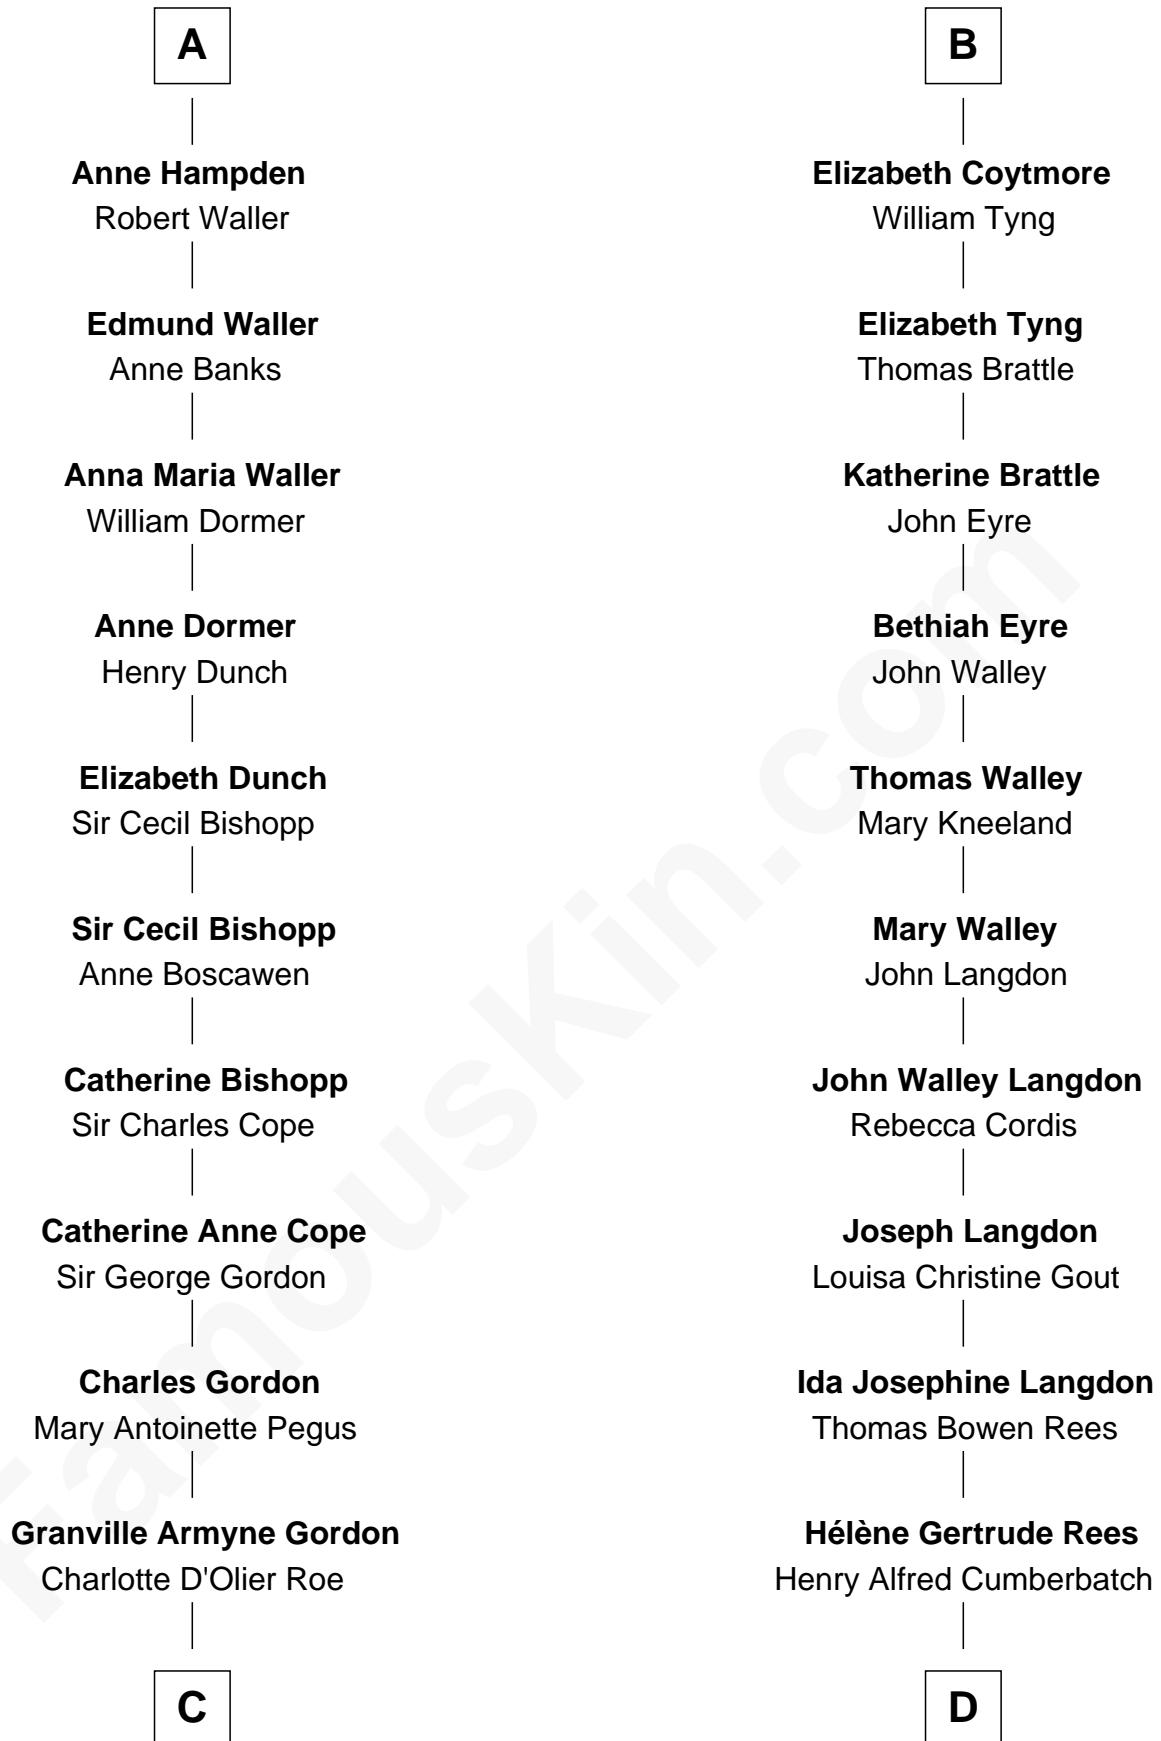 A
Anne Hampden
Robert Waller
Edmund Waller
Anne Banks
Anna Maria Waller
William Dormer
Anne Dormer
Henry Dunch
Elizabeth Dunch
Sir Cecil Bishopp
Sir Cecil Bishopp
Anne Boscawen
Catherine Bishopp
Sir Charles Cope
Catherine Anne Cope
Sir George Gordon
Charles Gordon
Mary Antoinette Pegus
Granville Armyne Gordon
Charlotte D'Olier Roe
C
B
Elizabeth Coytmore
William Tyng
Elizabeth Tyng
Thomas Brattle
Katherine Brattle
John Eyre
Bethiah Eyre
John Walley
Thomas Walley
Mary Kneeland
Mary Walley
John Langdon
John Walley Langdon
Rebecca Cordis
Joseph Langdon
Louisa Christine Gout
Ida Josephine Langdon
Thomas Bowen Rees
Hélène Gertrude Rees
Henry Alfred Cumberbatch
D
FamousKin.com